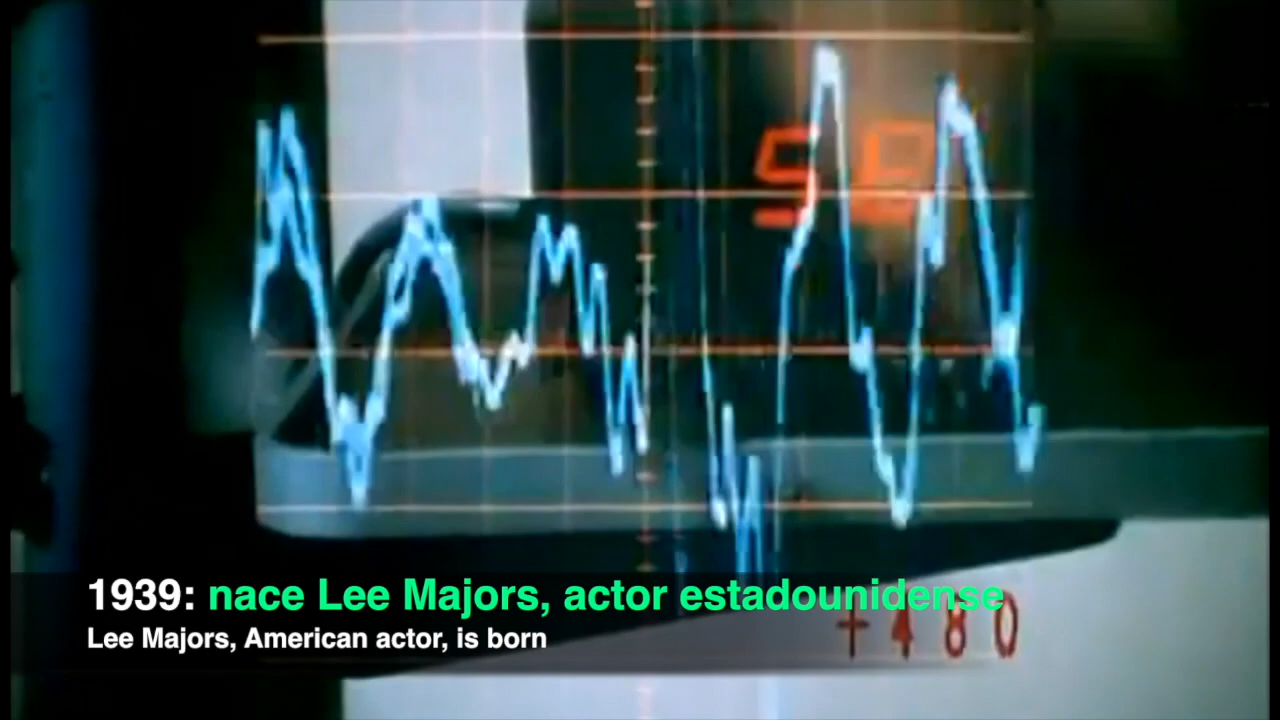 1939: nace Lee Majors, actor estadounidense
Lee Majors, American actor, is born
+480